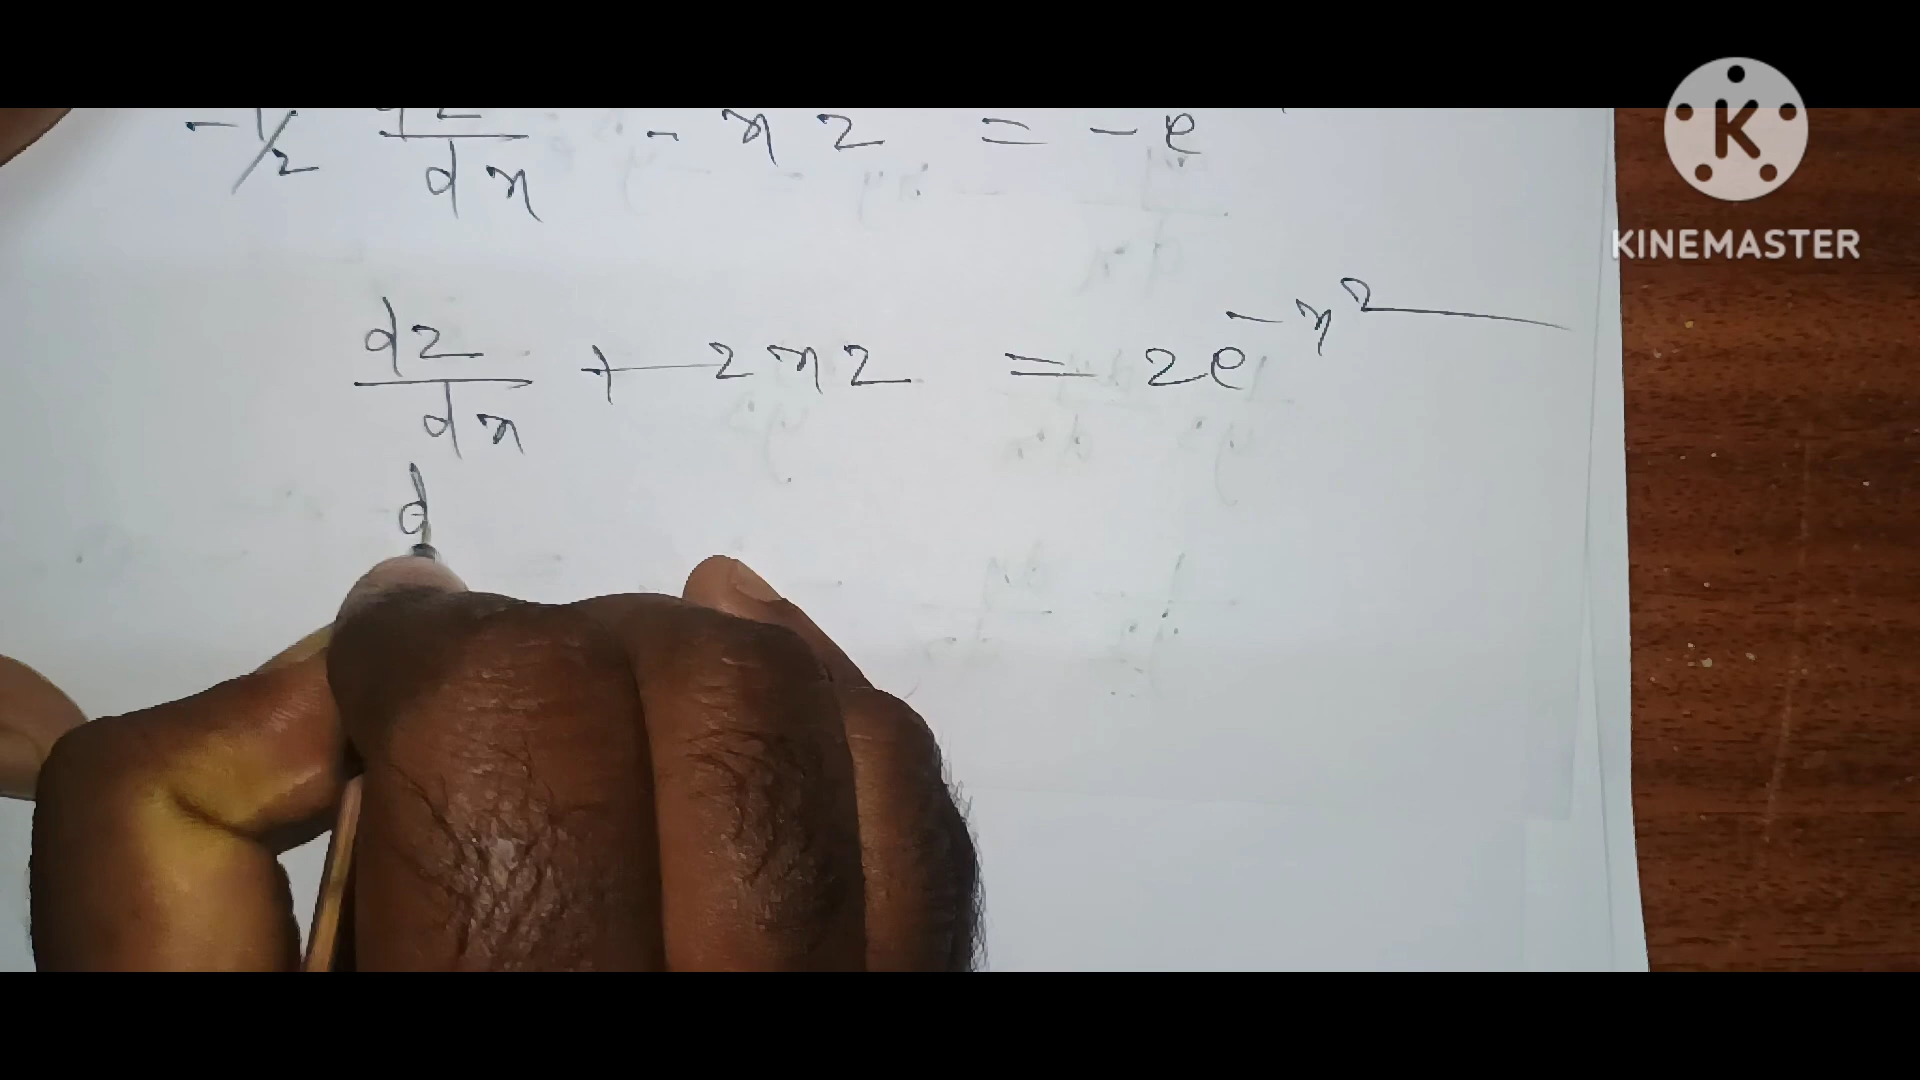 -1/2 dz/dx - xz = -e
dz/dx + 2xz = 2e^-x^2
d
K
KINEMASTER